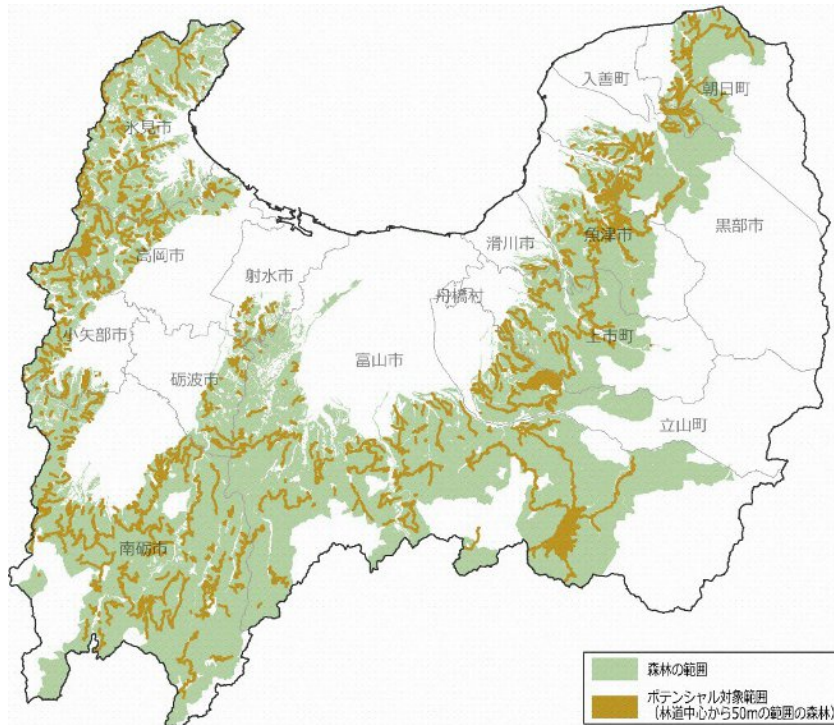 入善町
朝日町
氷見市
黒部市
魚津市
滑川市
高岡市
射水市
舟橋村
上市町
小矢部市
富山市
砺波市
立山町
南砺市
森林の範囲
ポテンシャル対象範囲
(林道中心から50mの範囲の森林)